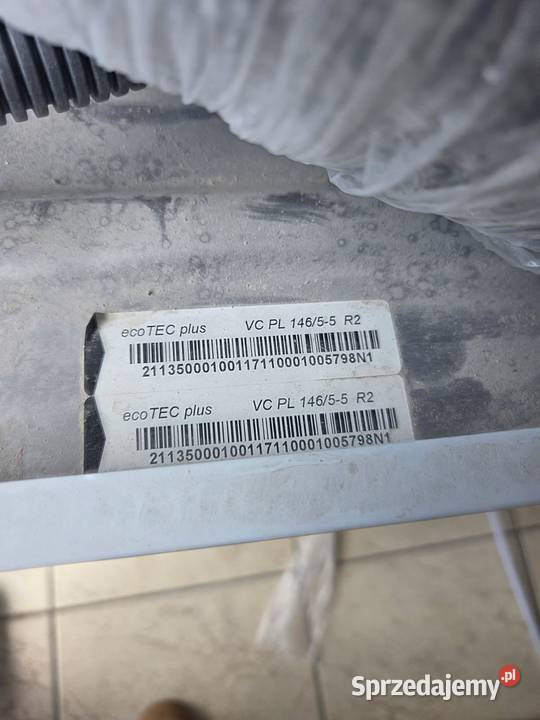 ecoTEC plus VC PL 146/5-5 R2
21135000100117110001005798N1
ecoTEC plus VC PL 146/5-5 R2
21135000100117110001005798N1
Sprzedajemy.pl